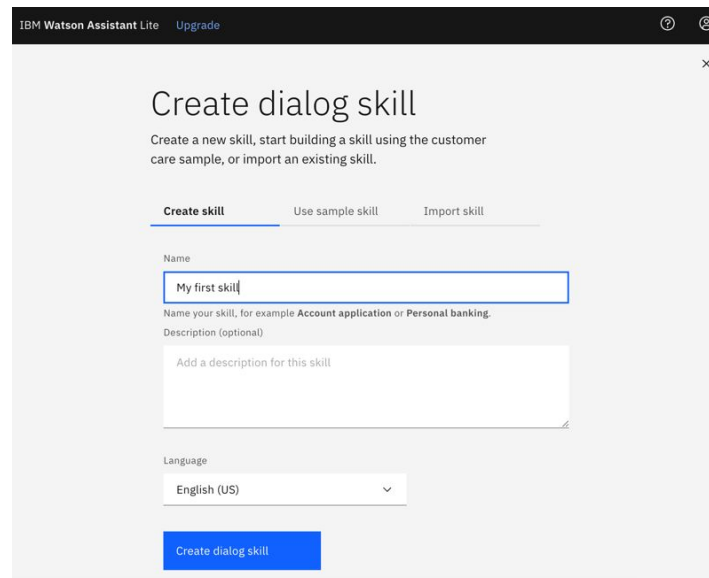 IBM Watson Assistant Lite Upgrade
Create dialog skill
Create a new skill, start building a skill using the customer
care sample, or import an existing skill.
Create skill Use sample skill Import skill
Name
My first skill
Name your skill, for example Account application or Personal banking.
Description (optional)
Add a description for this skill
Language
English (US)
Create dialog skill